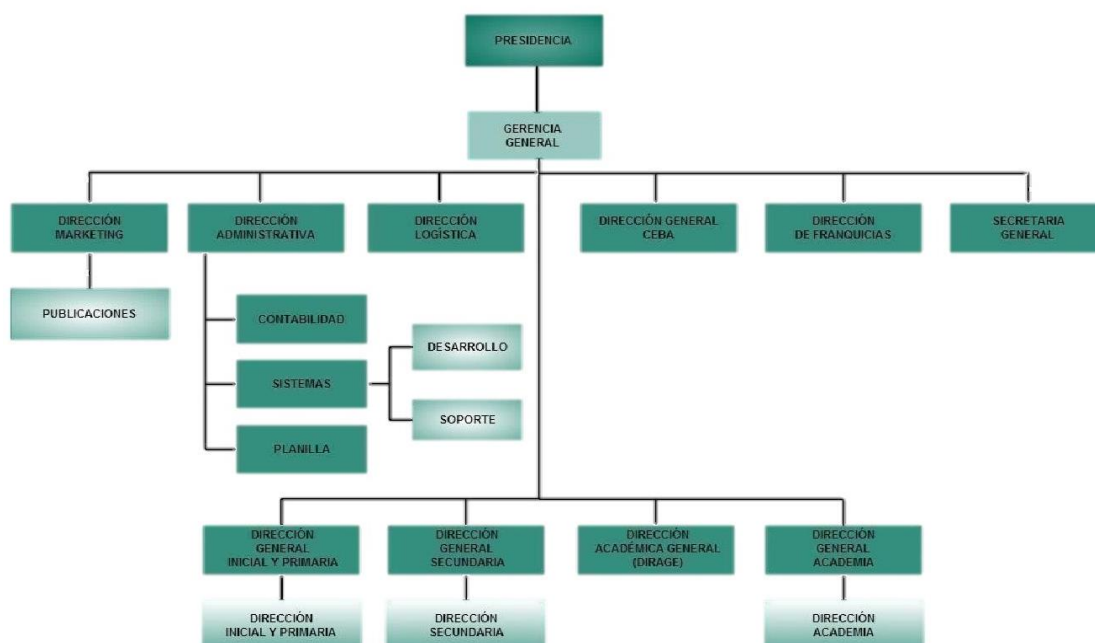 PRESIDENCIA
GERENCIA
GENERAL
DIRECCIÓN
MARKETING
DIRECCIÓN
ADMINISTRATIVA
DIRECCIÓN
LOGÍSTICA
DIRECCIÓN GENERAL
CEBA
DIRECCIÓN
DE FRANQUICIAS
SECRETARIA
GENERAL
PUBLICACIONES
CONTABILIDAD
SISTEMAS
PLANILLA
DESARROLLO
SOPORTE
DIRECCIÓN
GENERAL
INICIAL Y PRIMARIA
DIRECCIÓN
GENERAL
SECUNDARIA
DIRECCIÓN
ACADÉMICA GENERAL
(DIRAGE)
DIRECCIÓN
GENERAL
ACADEMIA
DIRECCIÓN
INICIAL Y PRIMARIA
DIRECCIÓN
SECUNDARIA
DIRECCIÓN
ACADEMIA